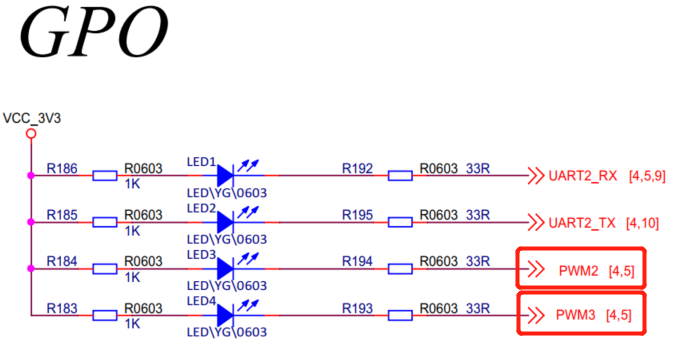 GPO
VCC_3V3
R186 R0603 1K LED1 LED\YG\0603 R192 R0603 33R UART2_RX [4,5,9]
R185 R0603 1K LED2 LED\YG\0603 R195 R0603 33R UART2_TX [4,10]
R184 R0603 1K LED3 LED\YG\0603 R194 R0603 33R PWM2 [4,5]
R183 R0603 1K LED4 LED\YG\0603 R193 R0603 33R PWM3 [4,5]